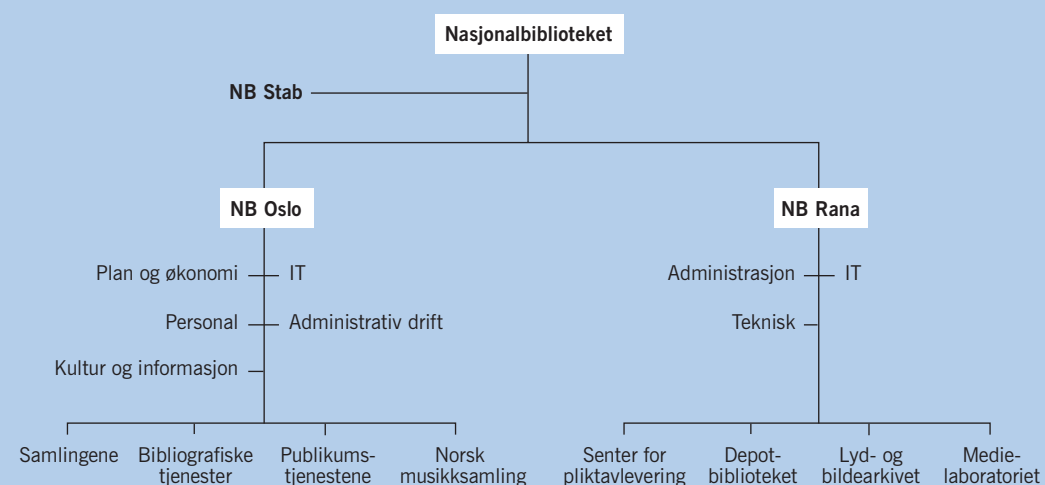 Nasjonalbiblioteket
NB Stab
NB Oslo
NB Rana
Plan og økonomi
IT
Administrasjon
IT
Personal
Administrativ drift
Teknisk
Kultur og informasjon
Samlingene
Bibliografiske
tjenester
Publikums-
tjenestene
Norsk
musikksamling
Senter for
pliktavlevering
Depot-
biblioteket
Lyd- og
bildearkivet
Medie-
laboratoriet